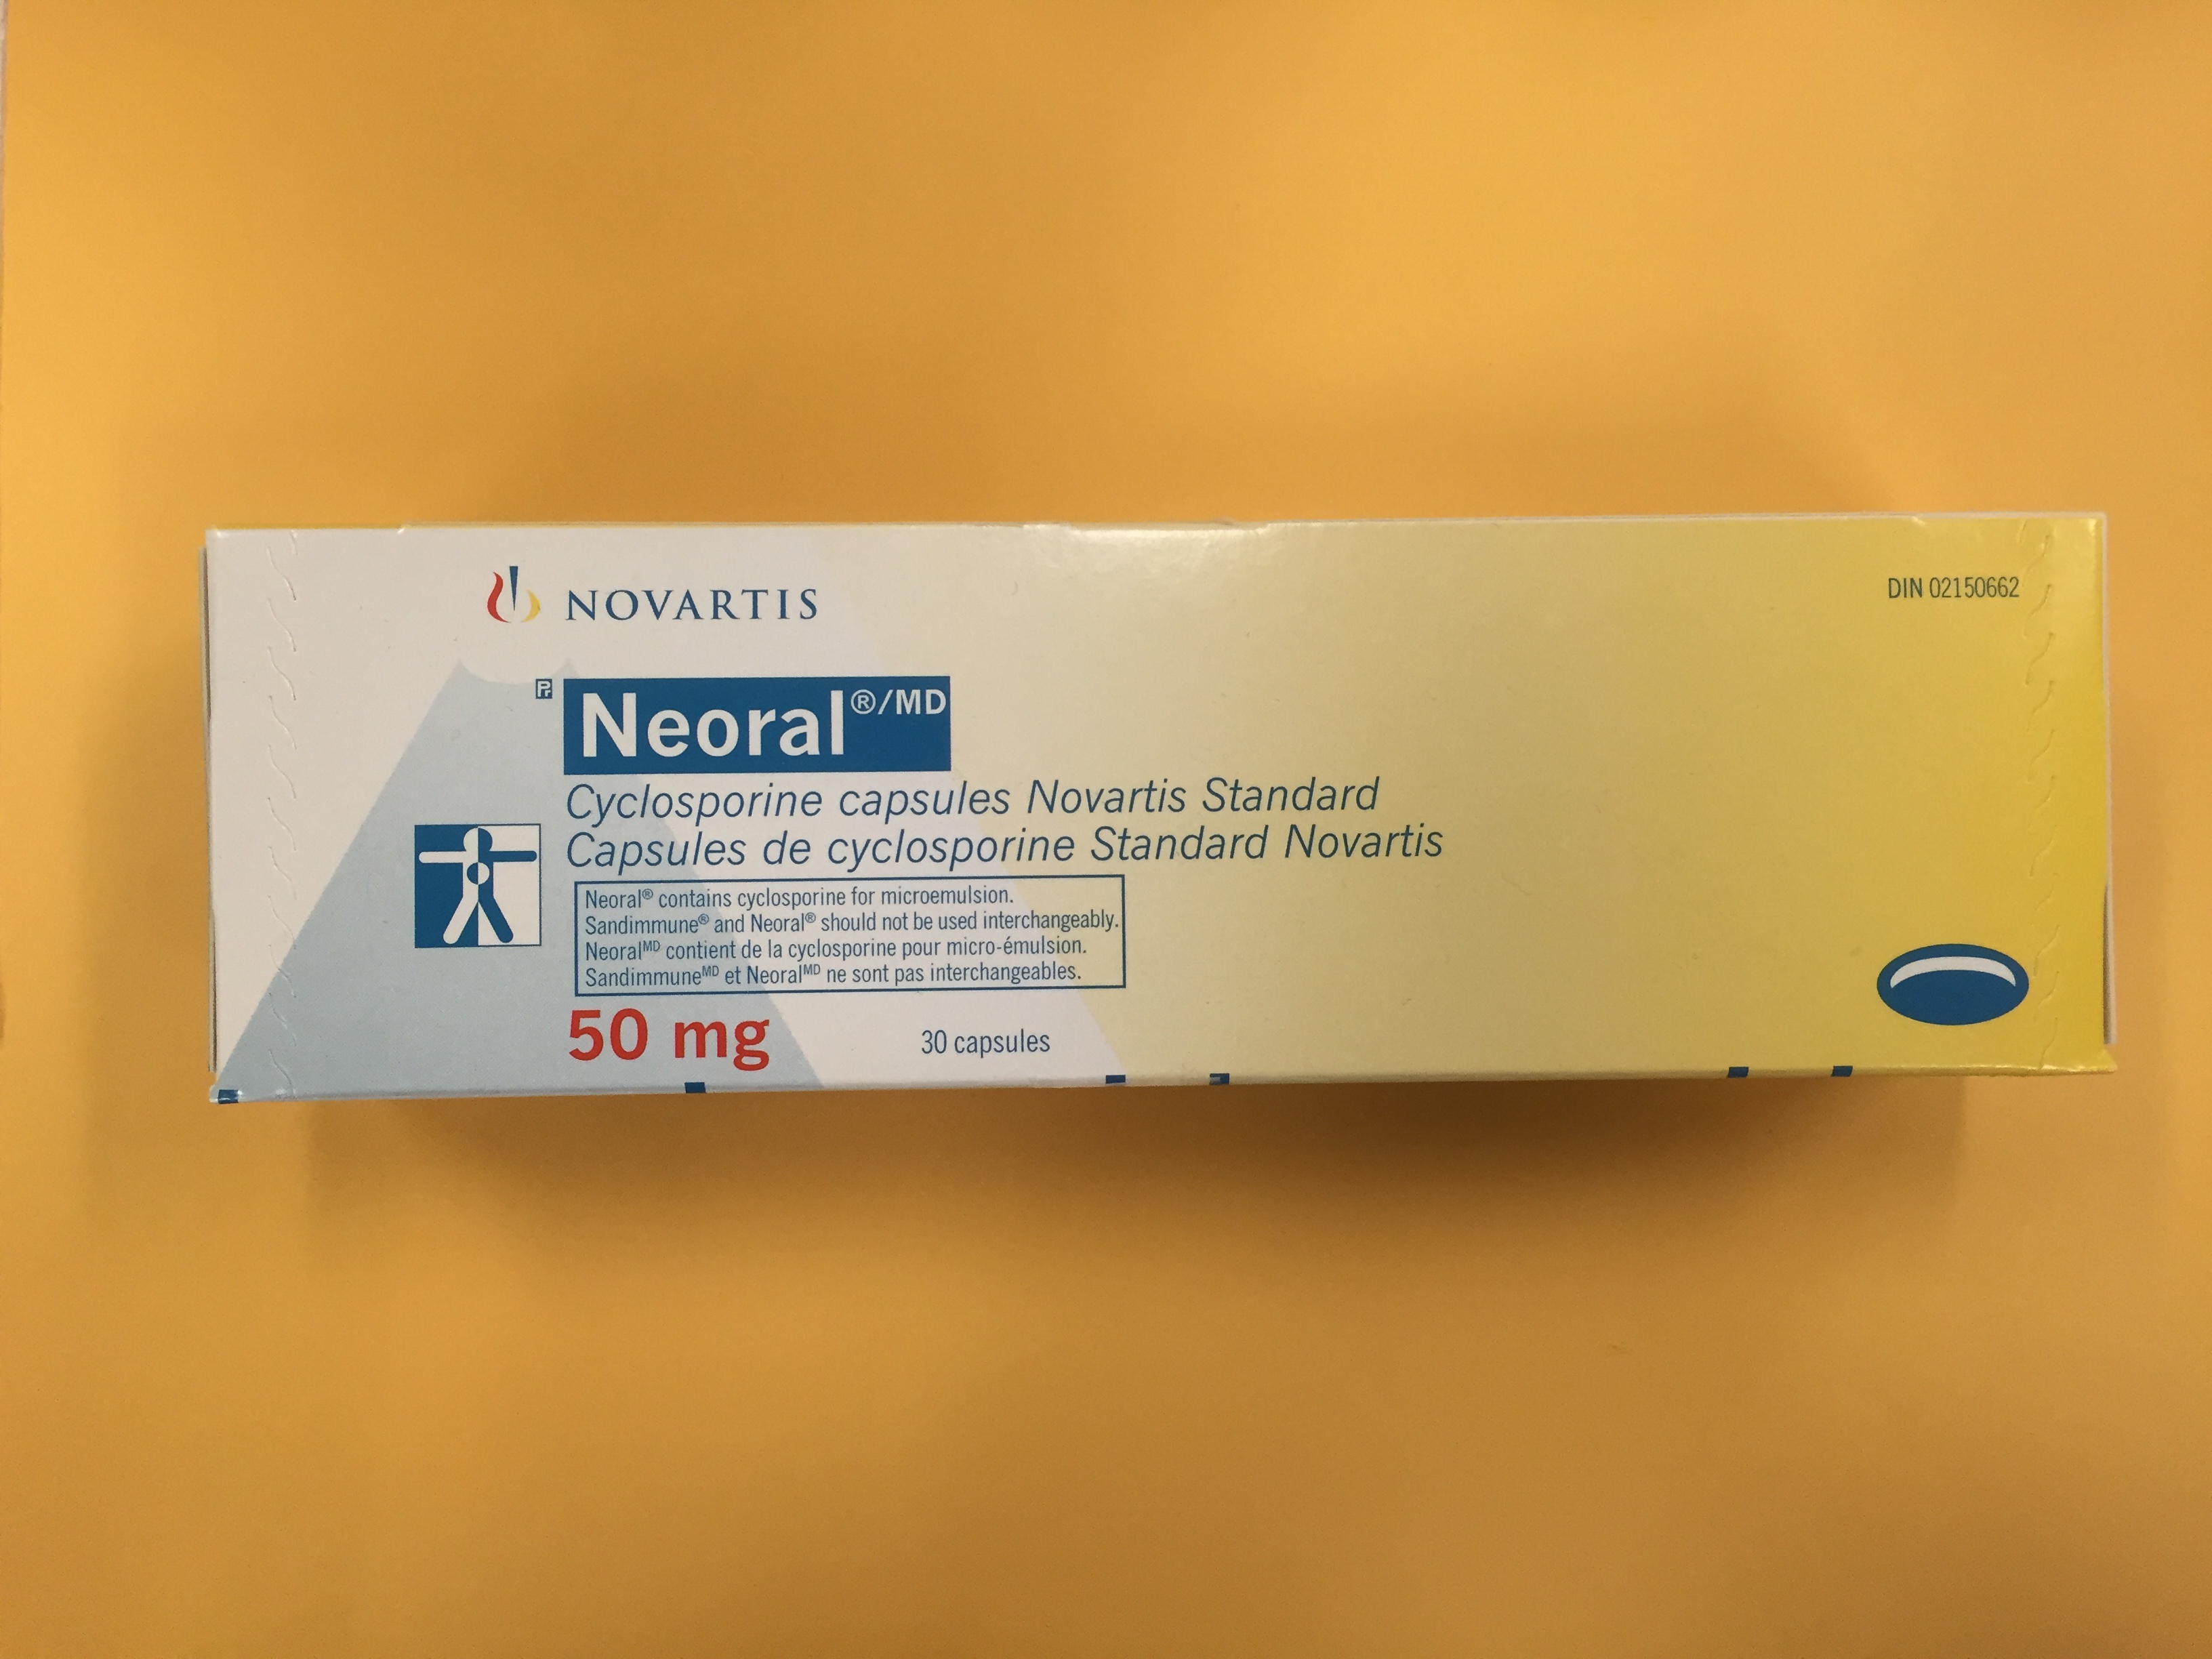 NOVARTIS
DIN 02150662
Pr
Neoral®/MD
Cyclosporine capsules Novartis Standard
Capsules de cyclosporine Standard Novartis
Neoral® contains cyclosporine for microemulsion.
Sandimmune® and Neoral® should not be used interchangeably.
Neoralᴹᴰ contient de la cyclosporine pour micro-émulsion.
Sandimmuneᴹᴰ et Neoralᴹᴰ ne sont pas interchangeables.
50 mg
30 capsules